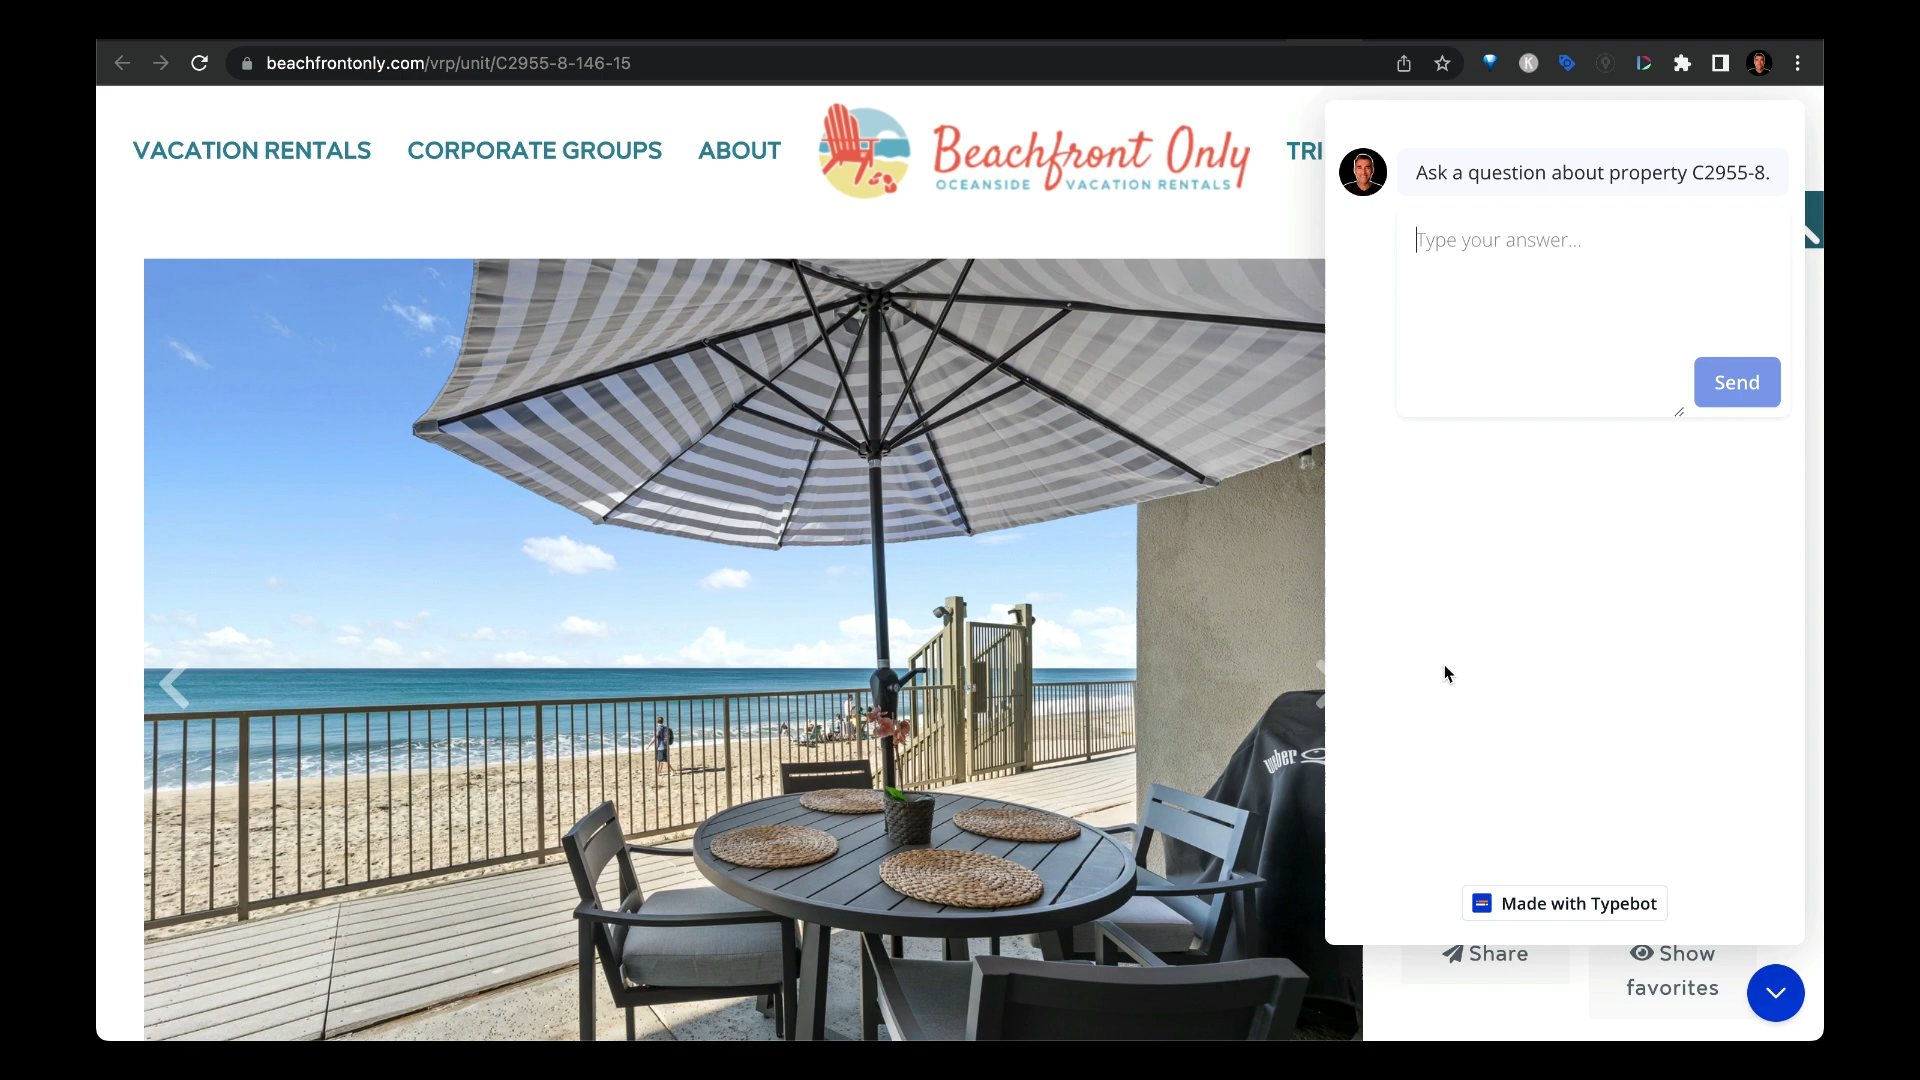 beachfrontonly.com/vrp/unit/C2955-8-146-15
K
VACATION RENTALS
CORPORATE GROUPS
ABOUT
Beachfront Only
OCEANSIDE VACATION RENTALS
TRI
Ask a question about property C2955-8.
Type your answer...
Send
weber
Made with Typebot
Share
Show
favorites